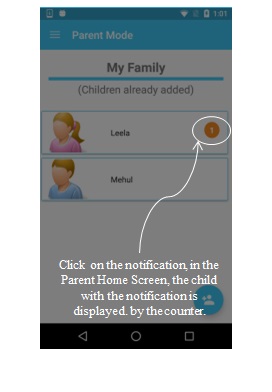 1:01
Parent Mode
My Family
(Children already added)
Leela
1
Mehul
Click on the notification, in the
Parent Home Screen, the child
with the notification is
displayed. by the counter.